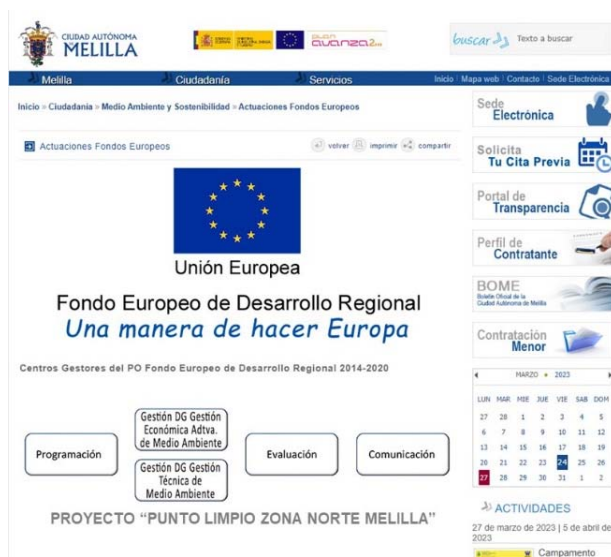 CIUDAD AUTÓNOMA
MELILLA
PLAN
avanza2
buscar
Texto a buscar
Melilla
Ciudadanía
Servicios
Inicio | Mapa web | Contacto | Sede Electrónica
Inicio » Ciudadanía » Medio Ambiente y Sostenibilidad » Actuaciones Fondos Europeos
Actuaciones Fondos Europeos
volver
imprimir
compartir
Unión Europea
Fondo Europeo de Desarrollo Regional
Una manera de hacer Europa
Centros Gestores del PO Fondo Europeo de Desarrollo Regional 2014-2020
Programación
Gestión DG Gestión
Económica Adtva.
de Medio Ambiente
Gestión DG Gestión
Técnica de
Medio Ambiente
Evaluación
Comunicación
PROYECTO “PUNTO LIMPIO ZONA NORTE MELILLA”
Sede
Electrónica
Solicita
Tu Cita Previa
Portal de
Transparencia
Perfil de
Contratante
BOME
Boletín Oficial de la
Ciudad Autónoma de Melilla
Contratación
Menor
MARZO 2023
LUN MAR MIE JUE VIE SAB DOM
27 28 1 2 3 4 5
6 7 8 9 10 11 12
13 14 15 16 17 18 19
20 21 22 23 24 25 26
27 28 29 30 31 1 2
ACTIVIDADES
27 de marzo de 2023 | 5 de abril de
2023
Campamento